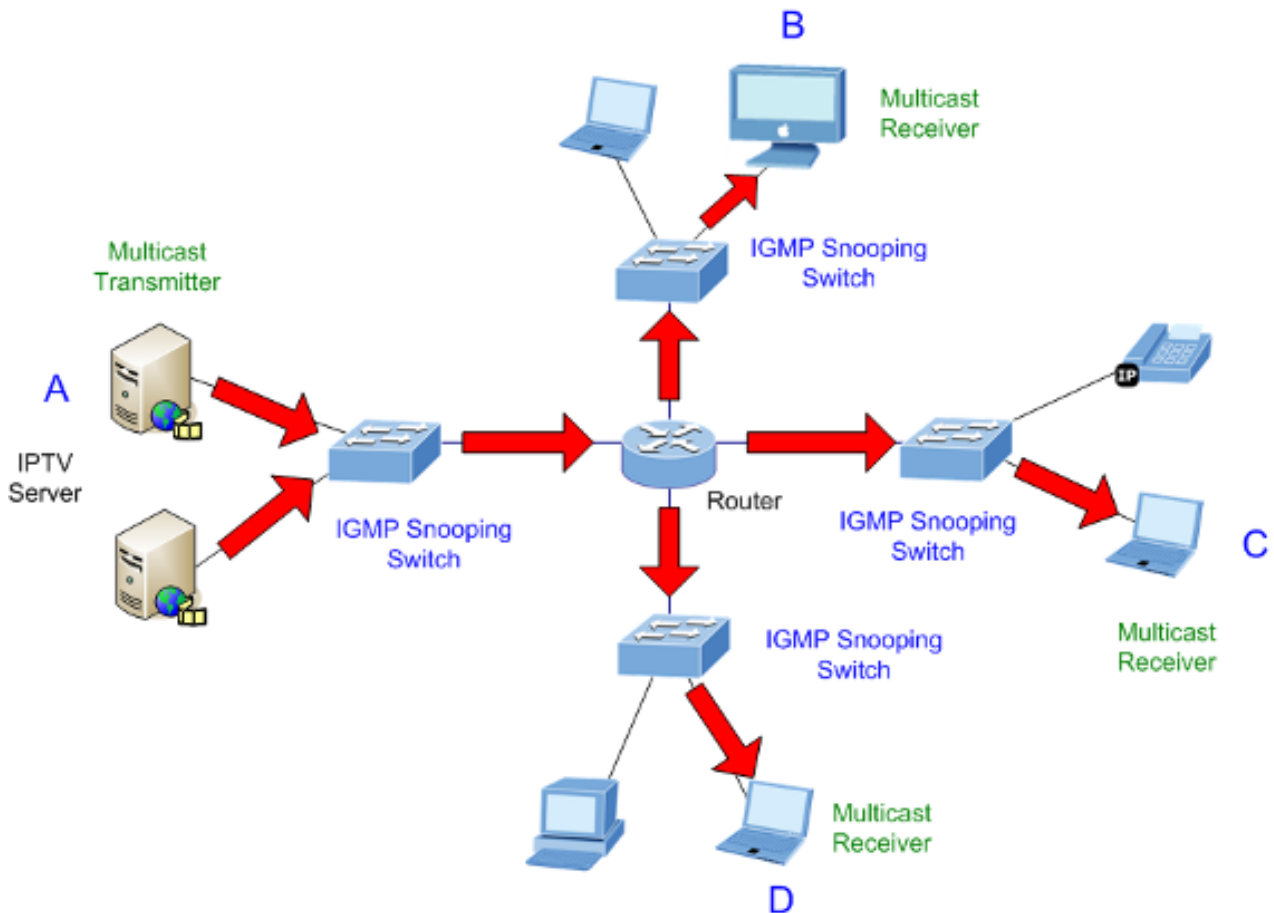 B
Multicast
Receiver
IGMP Snooping
Switch
Multicast
Transmitter
A
IPTV
Server
IP
IGMP Snooping
Switch
Router
IGMP Snooping
Switch
C
Multicast
Receiver
IGMP Snooping
Switch
Multicast
Receiver
D